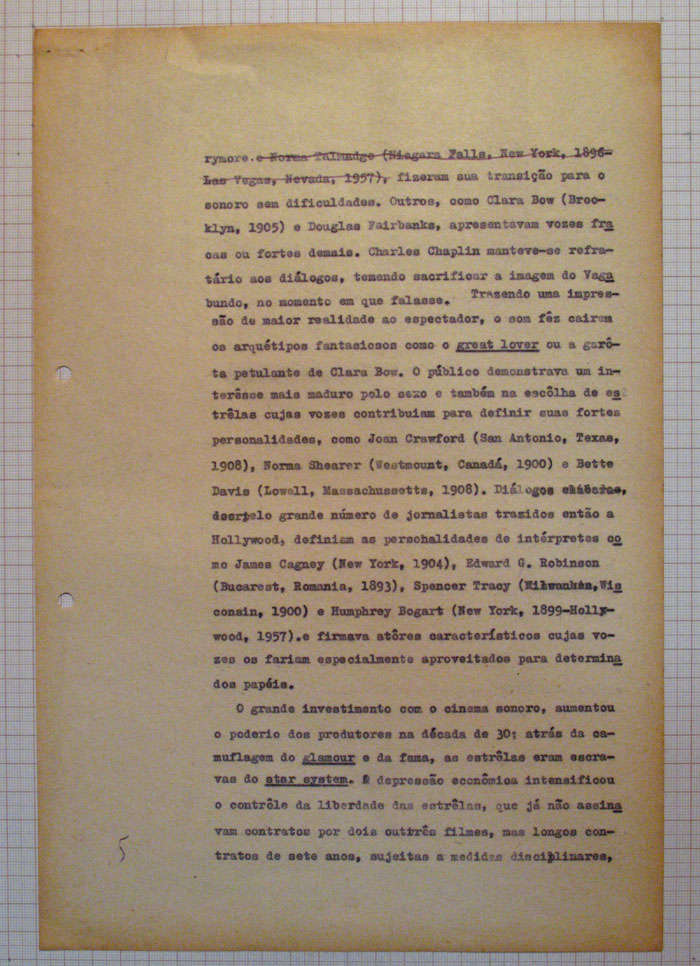 rymore.e Norma Talmadge (Niagara Falls, New York, 1896-
Las Vegas, Nevada, 1957), fizeram sua transição para o
sonoro sem dificuldades. Outros, como Clara Bow (Broo-
klyn, 1905) e Douglas Fairbanks, apresentavam vozes fra
cas ou fortes demais. Charles Chaplin manteve-se refra-
tário aos diálogos, temendo sacrificar a imagem do Vaga
bundo, no momento em que falasse. Trazendo uma impres-
são de maior realidade ao espectador, o som fêz cairem
os arquétipos fantasiosos como o great lover ou a garô-
ta petulante de Clara Bow. O público demonstrava um in-
terêsse mais maduro pelo sexo e também na escôlha de es
trêlas cujas vozes contribuiam para definir suas fortes
personalidades, como Joan Crawford (San Antonio, Texas,
1908), Norma Shearer (Westmount, Canadá, 1900) e Bette
Davis (Lowell, Massachussetts, 1908). Diálogos
pelo grande número de jornalistas trazidos então a
Hollywood, definiam as personalidades de intérpretes co
mo James Cagney (New York, 1904), Edward G. Robinson
(Bucarest, Romania, 1893), Spencer Tracy (Milwankén,Wis
consin, 1900) e Humphrey Bogart (New York, 1899-Holly-
wood, 1957).e firmava atôres característicos cujas vo-
zes os fariam especialmente aproveitados para determina
dos papéis.
O grande investimento com o cinema sonoro, aumentou
o poderio dos produtores na década de 30; atrás da ca-
muflagem do glamour e da fama, as estrêlas eram escra-
vas do star system. A depressão econômica intensificou
o contrôle da liberdade das estrêlas, que já não assina
vam contratos por dois outrês filmes, mas longos con-
tratos de sete anos, sujeitas a medidas disciplinares,
5